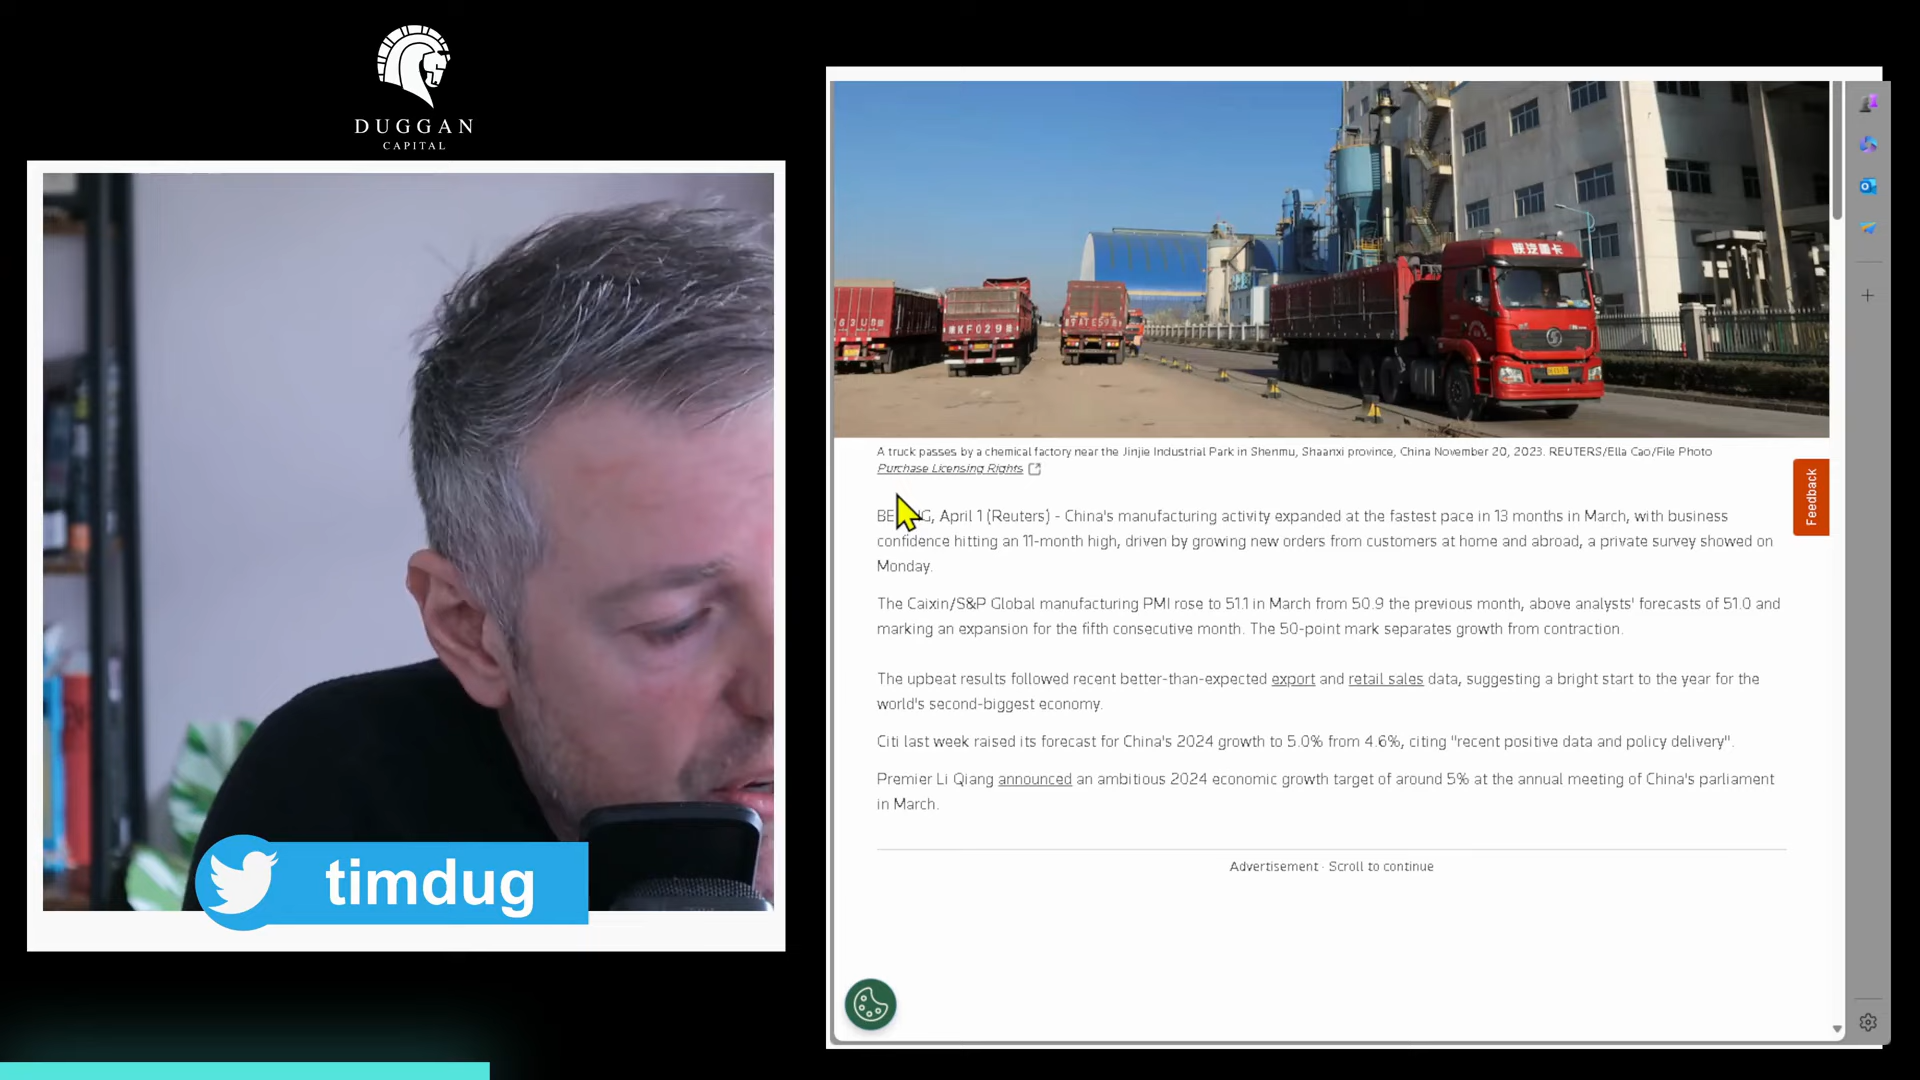 DUGGAN
CAPITAL
timdug
陕汽重卡
A truck passes by a chemical factory near the Jinjie Industrial Park in Shenmu, Shaanxi province, China November 20, 2023. REUTERS/Ella Cao/File Photo
Purchase Licensing Rights
Feedback
April 1 (Reuters) - China's manufacturing activity expanded at the fastest pace in 13 months in March, with business
confidence hitting an 11-month high, driven by growing new orders from customers at home and abroad, a private survey showed on
Monday.
The Caixin/S&P Global manufacturing PMI rose to 51.1 in March from 50.9 the previous month, above analysts' forecasts of 51.0 and
marking an expansion for the fifth consecutive month. The 50-point mark separates growth from contraction.
The upbeat results followed recent better-than-expected export and retail sales data, suggesting a bright start to the year for the
world's second-biggest economy.
Citi last week raised its forecast for China's 2024 growth to 5.0% from 4.6%, citing "recent positive data and policy delivery".
Premier Li Qiang announced an ambitious 2024 economic growth target of around 5% at the annual meeting of China's parliament
in March.
Advertisement · Scroll to continue